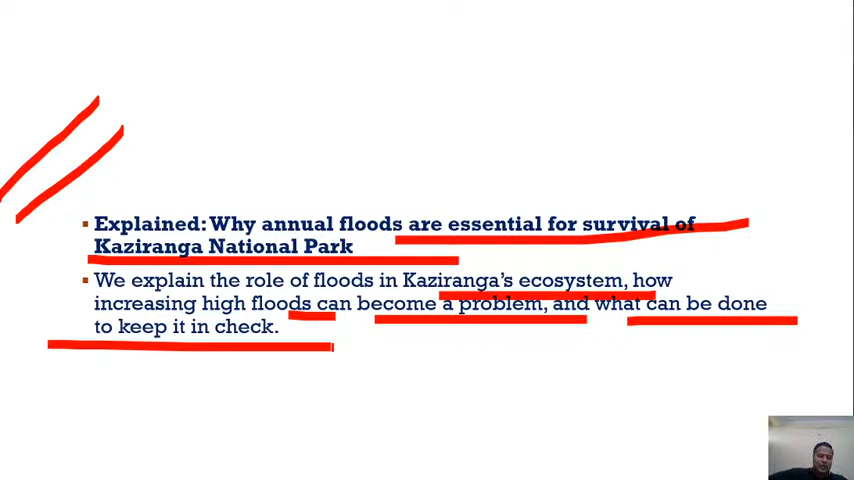 Explained: Why annual floods are essential for survival of
Kaziranga National Park
We explain the role of floods in Kaziranga's ecosystem, how
increasing high floods can become a problem, and what can be done
to keep it in check.